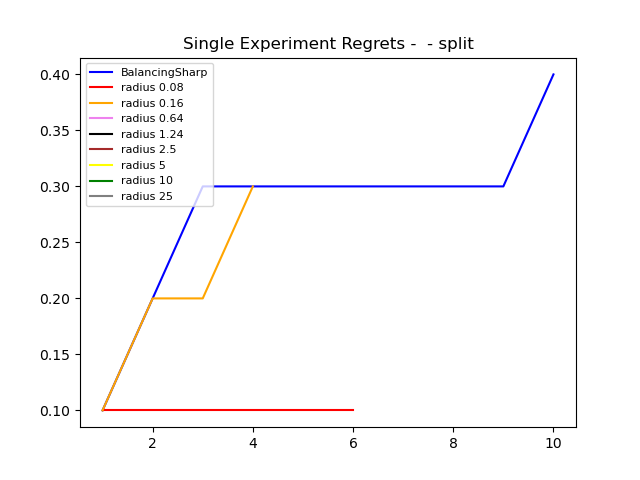 Single Experiment Regrets -  - split
0.40
0.35
0.30
0.25
0.20
0.15
0.10
BalancingSharp
radius 0.08
radius 0.16
radius 0.64
radius 1.24
radius 2.5
radius 5
radius 10
radius 25
2 4 6 8 10